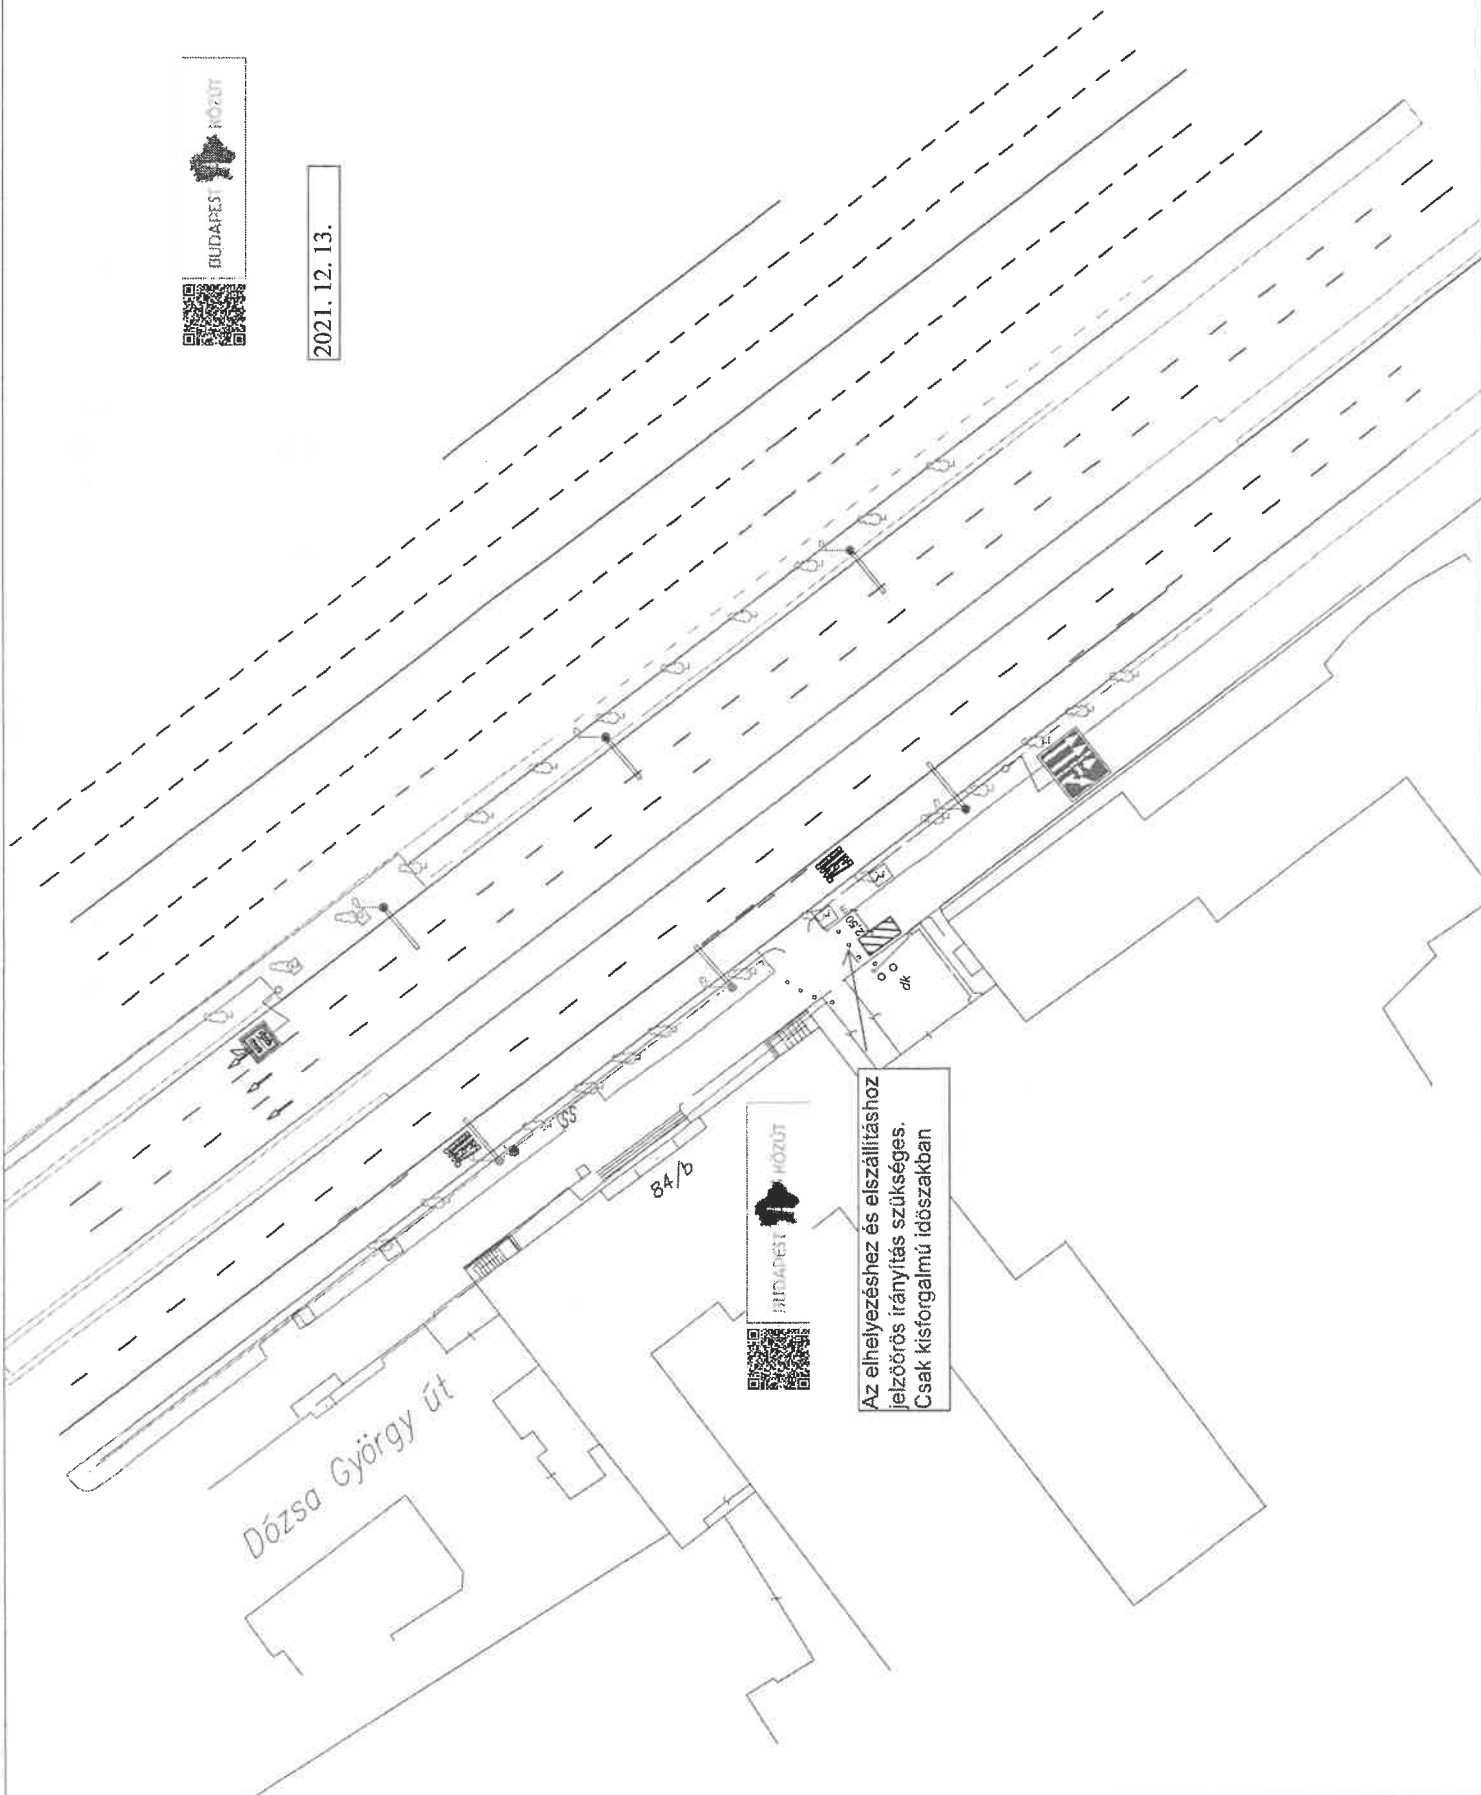 BUDAPEST KÖZÚT
2021. 12. 13.
2.50
dk
SS
84/b
BUDAPEST KÖZÚT
Az elhelyezéshez és elszállításhoz
jelzőőrös irányítás szükséges.
Csak kisforgalmú időszakban
Dózsa György út